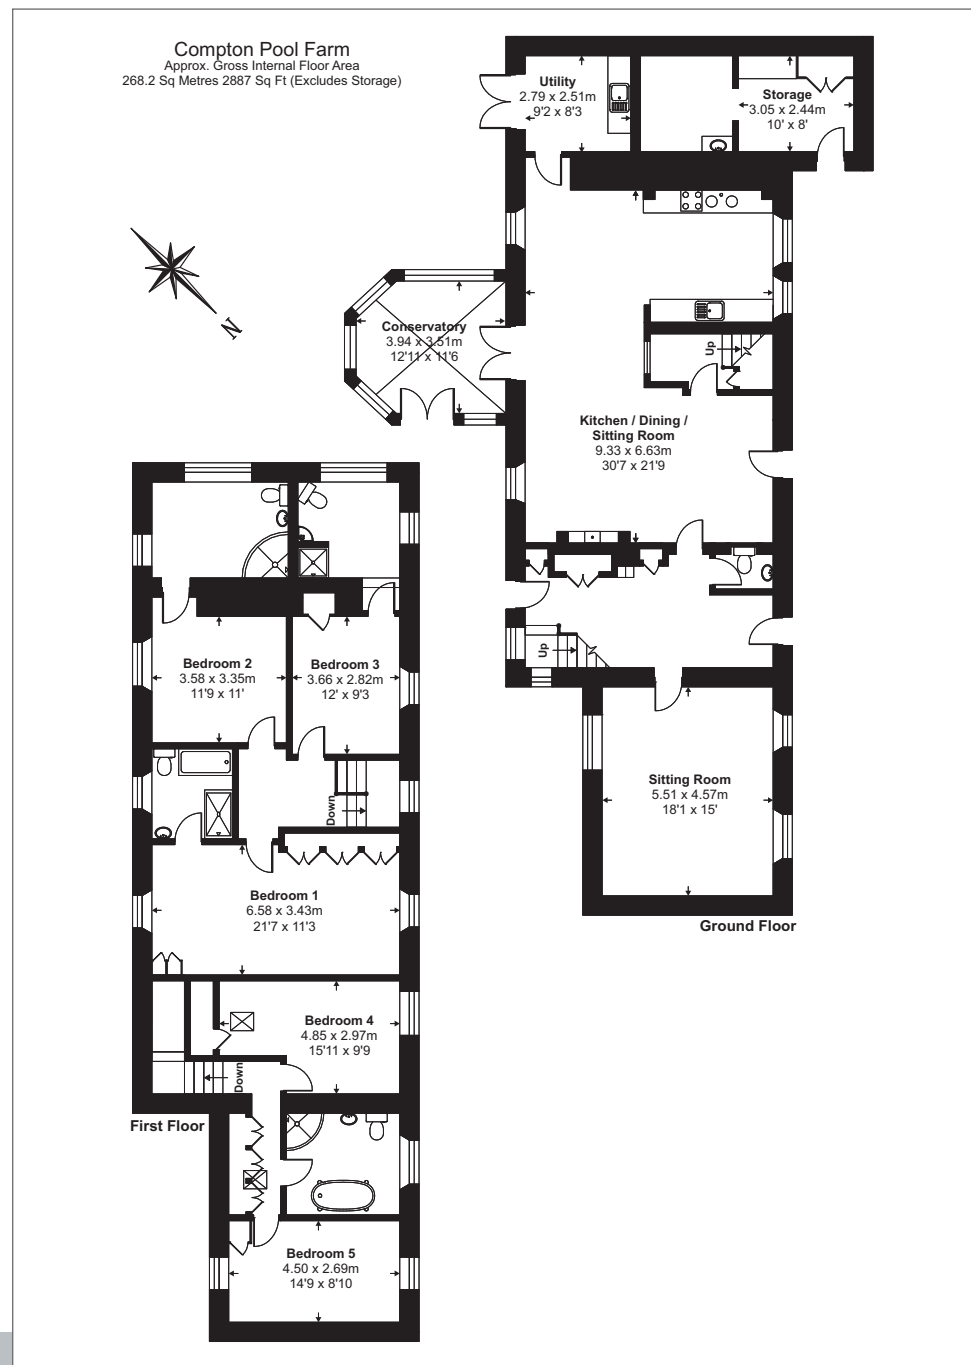 Compton Pool Farm
Approx. Gross Internal Floor Area
268.2 Sq Metres 2887 Sq Ft (Excludes Storage)
Utility
2.79 x 2.51m
9'2 x 8'3
Storage
3.05 x 2.44m
10' x 8'
N
Conservatory
3.94 x 3.51m
12'11 x 11'6
Up
Kitchen / Dining /
Sitting Room
9.33 x 6.63m
30'7 x 21'9
Up
Sitting Room
5.51 x 4.57m
18'1 x 15'
Ground Floor
Bedroom 2
3.58 x 3.35m
11'9 x 11'
Bedroom 3
3.66 x 2.82m
12' x 9'3
Down
Bedroom 1
6.58 x 3.43m
21'7 x 11'3
Bedroom 4
4.85 x 2.97m
15'11 x 9'9
Down
First Floor
Bedroom 5
4.50 x 2.69m
14'9 x 8'10